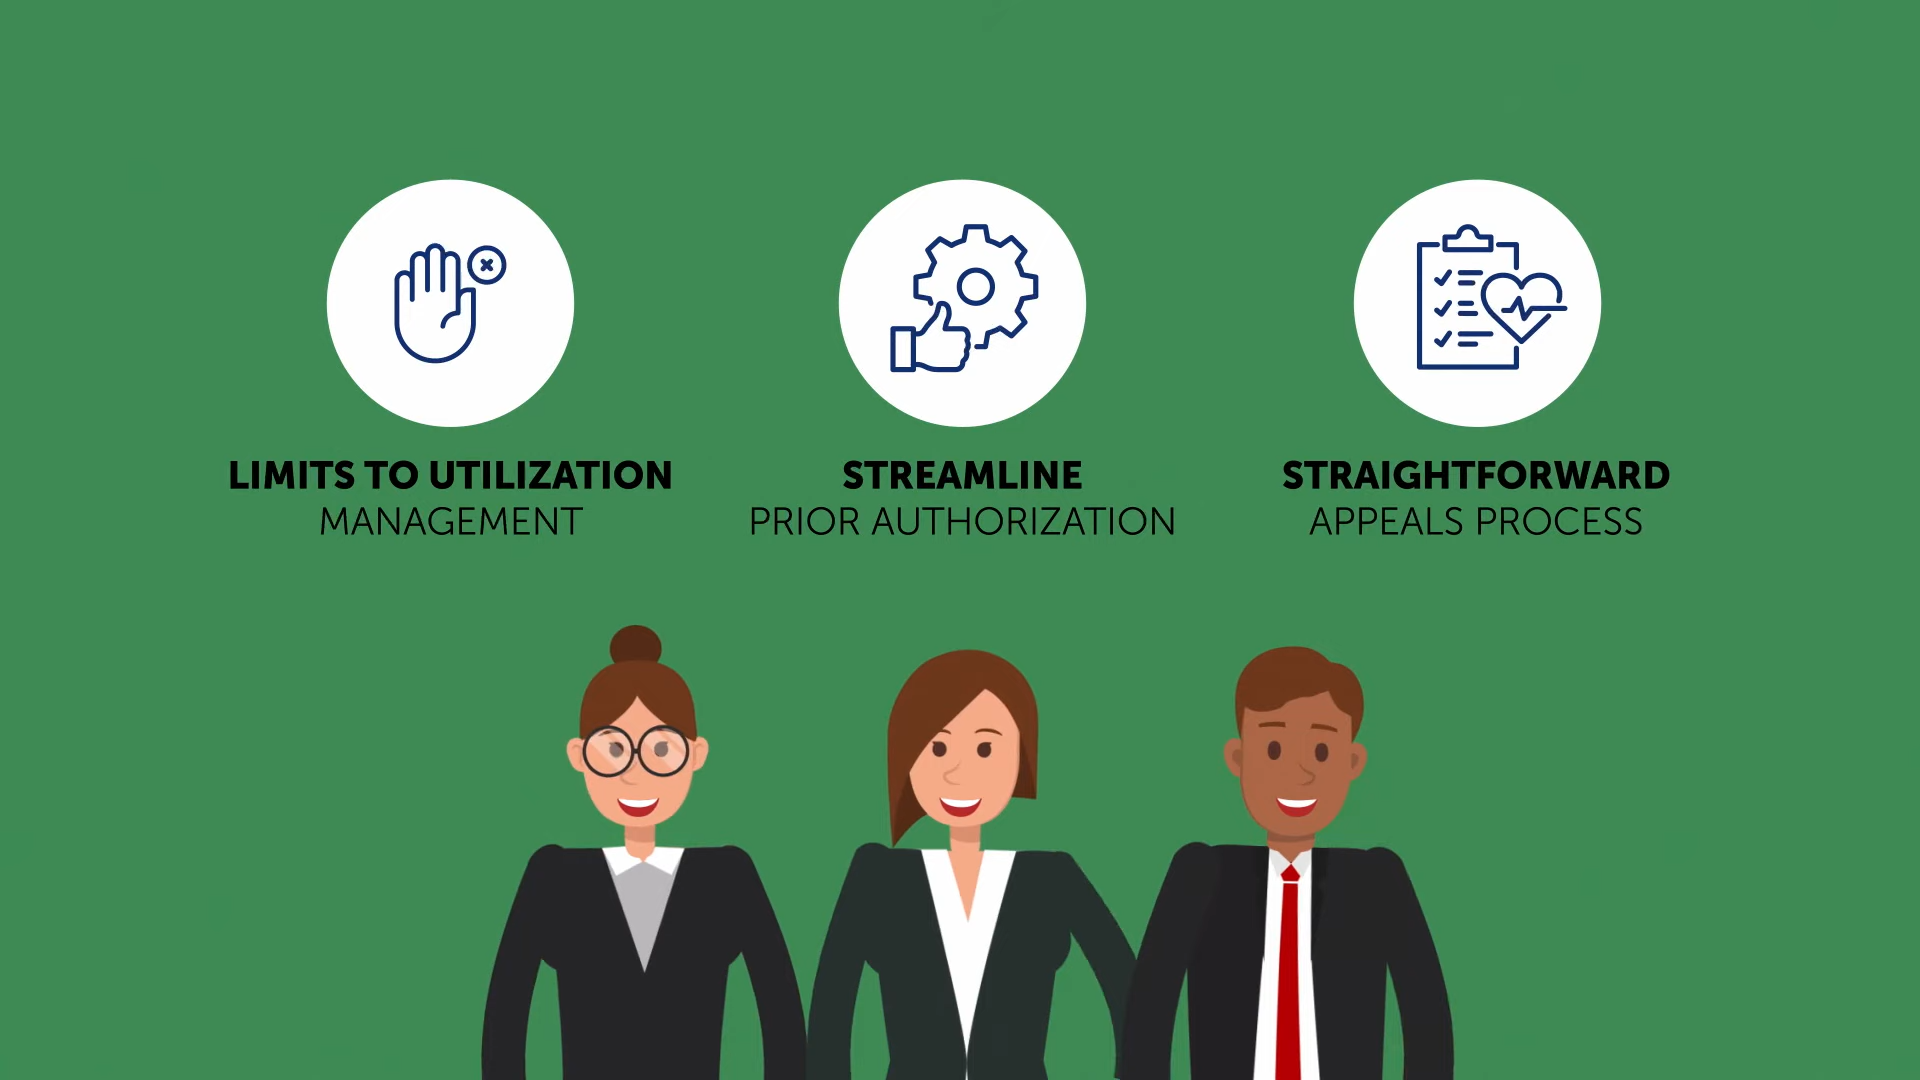 LIMITS TO UTILIZATION
MANAGEMENT
STREAMLINE
PRIOR AUTHORIZATION
STRAIGHTFORWARD
APPEALS PROCESS